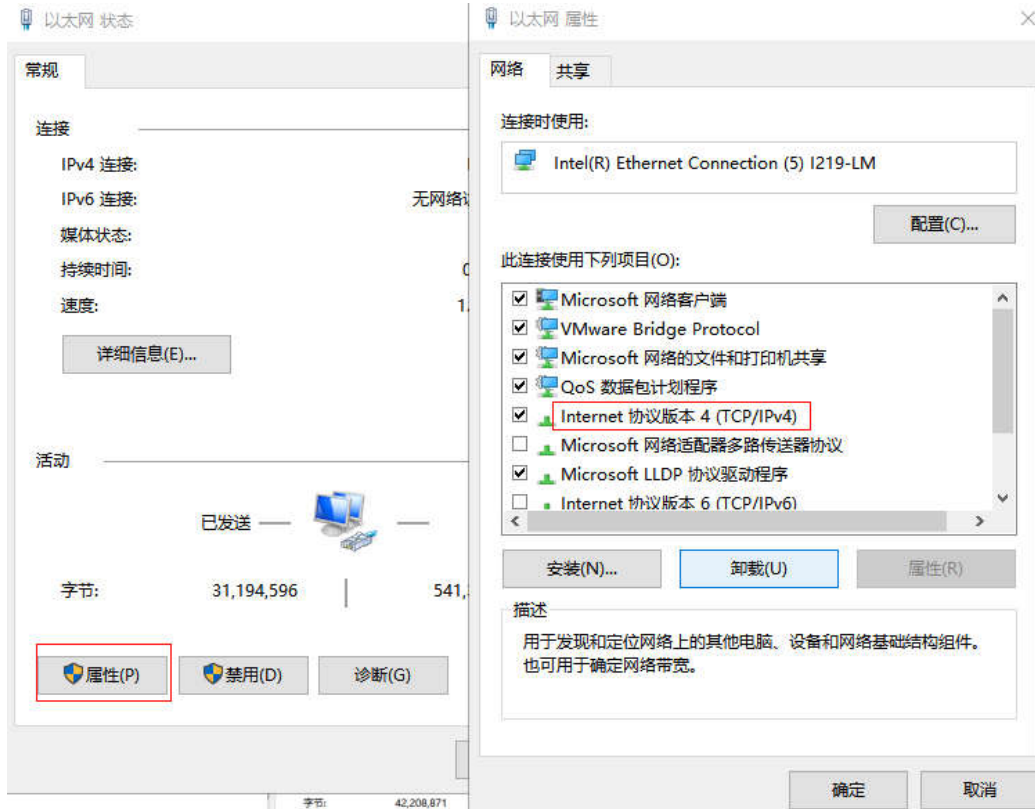 以太网 状态
常规
连接
IPv4 连接:
IPv6 连接:
无网络
媒体状态:
持续时间:
速度:
1.
详细信息(E)...
活动
已发送
字节:
31,194,596
541,
属性(P)
禁用(D)
诊断(G)
字节:
42,208,871
以太网 属性
网络
共享
连接时使用:
Intel(R) Ethernet Connection (5) I219-LM
配置(C)...
此连接使用下列项目(O):
Microsoft 网络客户端
VMware Bridge Protocol
Microsoft 网络的文件和打印机共享
QoS 数据包计划程序
Internet 协议版本 4 (TCP/IPv4)
Microsoft 网络适配器多路传送器协议
Microsoft LLDP 协议驱动程序
Internet 协议版本 6 (TCP/IPv6)
安装(N)...
卸载(U)
属性(R)
描述
用于发现和定位网络上的其他电脑、设备和网络基础结构组件。
也可用于确定网络带宽。
确定
取消